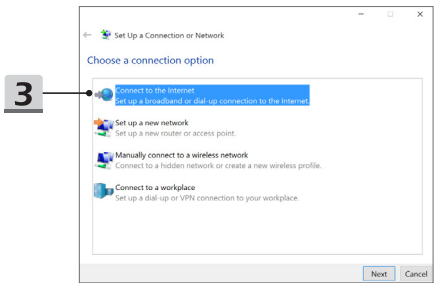 Set Up a Connection or Network
Choose a connection option
3
Connect to the Internet
Set up a broadband or dial-up connection to the Internet.
Set up a new network
Set up a new router or access point.
Manually connect to a wireless network
Connect to a hidden network or create a new wireless profile.
Connect to a workplace
Set up a dial-up or VPN connection to your workplace.
Next Cancel